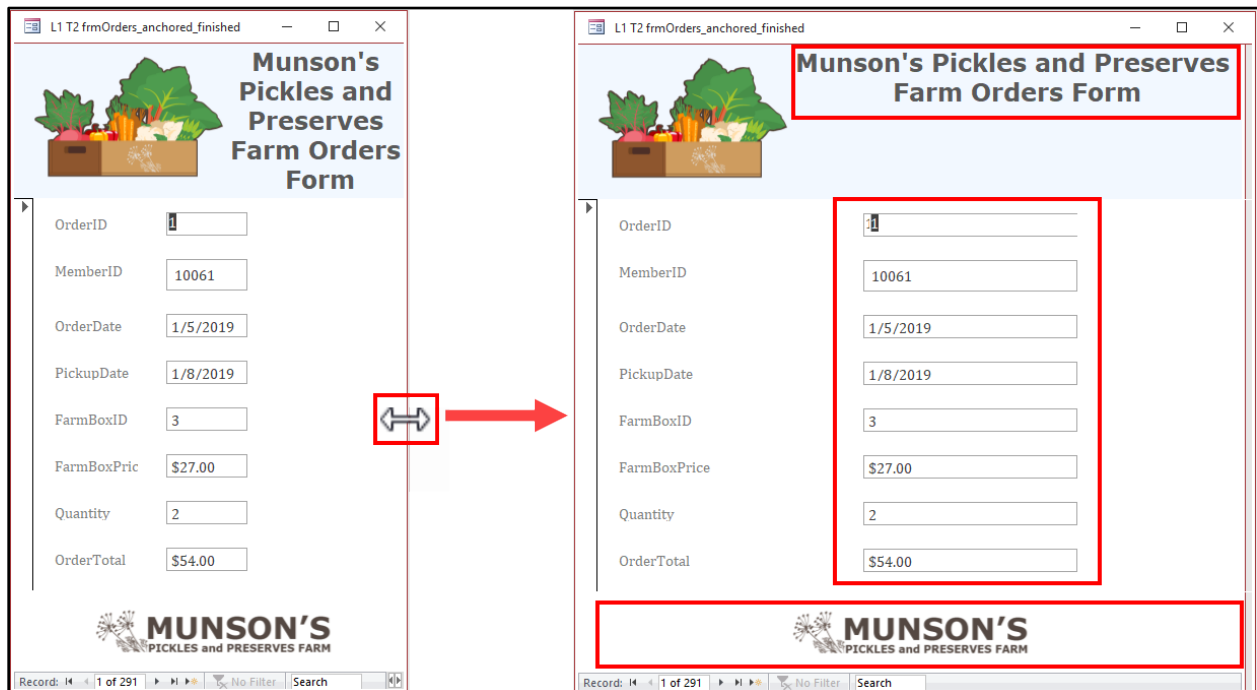 L1 T2 frmOrders_anchored_finished
Munson's
Pickles and
Preserves
Farm Orders
Form
OrderID 1
MemberID 10061
OrderDate 1/5/2019
PickupDate 1/8/2019
FarmBoxID 3
FarmBoxPric $27.00
Quantity 2
OrderTotal $54.00
MUNSON'S
PICKLES and PRESERVES FARM
Record: 1 of 291 No Filter Search
L1 T2 frmOrders_anchored_finished
Munson's Pickles and Preserves
Farm Orders Form
OrderID 1
MemberID 10061
OrderDate 1/5/2019
PickupDate 1/8/2019
FarmBoxID 3
FarmBoxPrice $27.00
Quantity 2
OrderTotal $54.00
MUNSON'S
PICKLES and PRESERVES FARM
Record: 1 of 291 No Filter Search